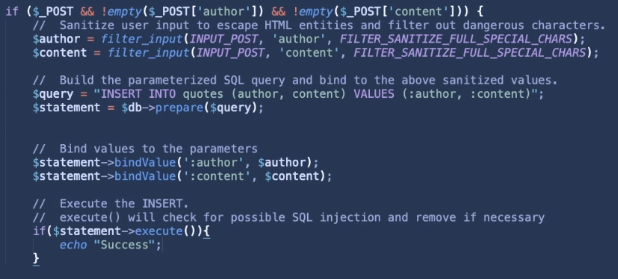 if ($_POST && !empty($_POST['author']) && !empty($_POST['content'])) {
//  Sanitize user input to escape HTML entities and filter out dangerous characters.
$author = filter_input(INPUT_POST, 'author', FILTER_SANITIZE_FULL_SPECIAL_CHARS);
$content = filter_input(INPUT_POST, 'content', FILTER_SANITIZE_FULL_SPECIAL_CHARS);
//  Build the parameterized SQL query and bind to the above sanitized values.
$query = "INSERT INTO quotes (author, content) VALUES (:author, :content)";
$statement = $db->prepare($query);
//  Bind values to the parameters
$statement->bindValue(':author', $author);
$statement->bindValue(':content', $content);
//  Execute the INSERT.
//  execute() will check for possible SQL injection and remove if necessary
if($statement->execute()){
echo "Success";
}